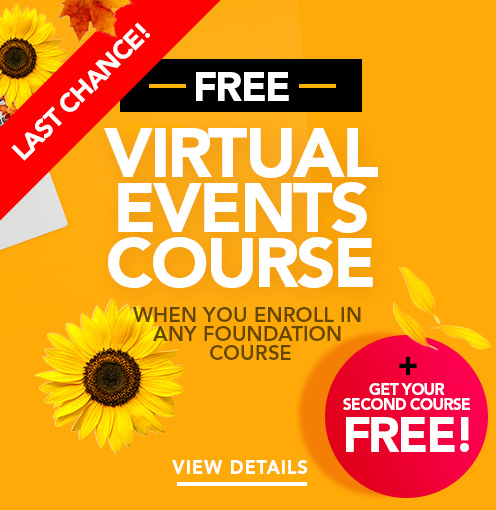 LAST CHANCE!
FREE
VIRTUAL
EVENTS
COURSE
WHEN YOU ENROLL IN
ANY FOUNDATION
COURSE
+
GET YOUR
SECOND COURSE
FREE!
VIEW DETAILS